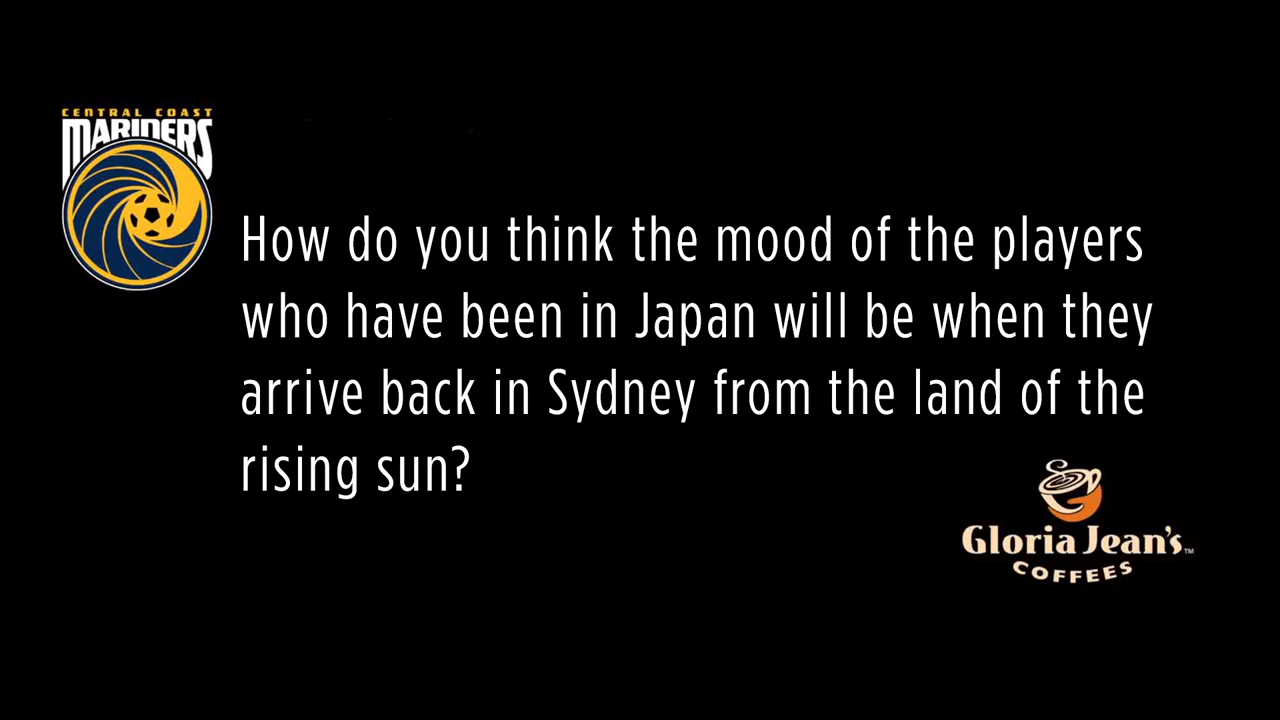 CENTRAL COAST
MARINERS
How do you think the mood of the players
who have been in Japan will be when they
arrive back in Sydney from the land of the
rising sun?
Gloria Jean's™
COFFEES